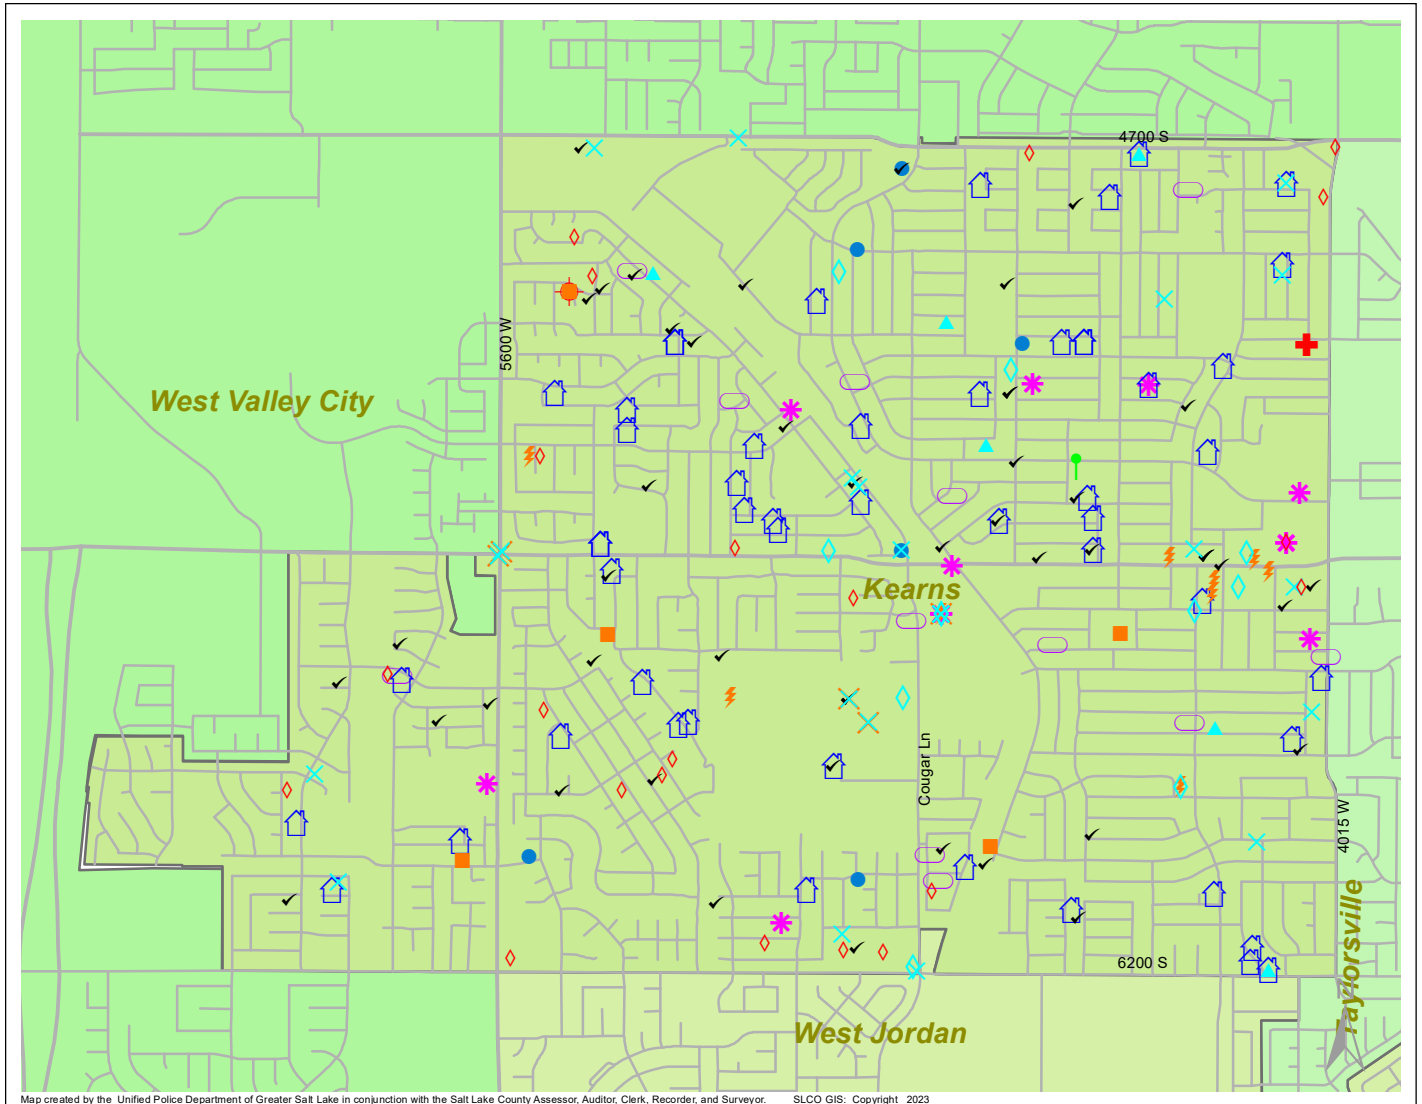 4700 S
5600 W
West Valley City
Kearns
Cougar Ln
4015 W
Taylorsville
6200 S
West Jordan
Map created by the Unified Police Department of Greater Salt Lake in conjunction with the Salt Lake County Assessor, Auditor, Clerk, Recorder, and Surveyor. SLCO GIS: Copyright 2023